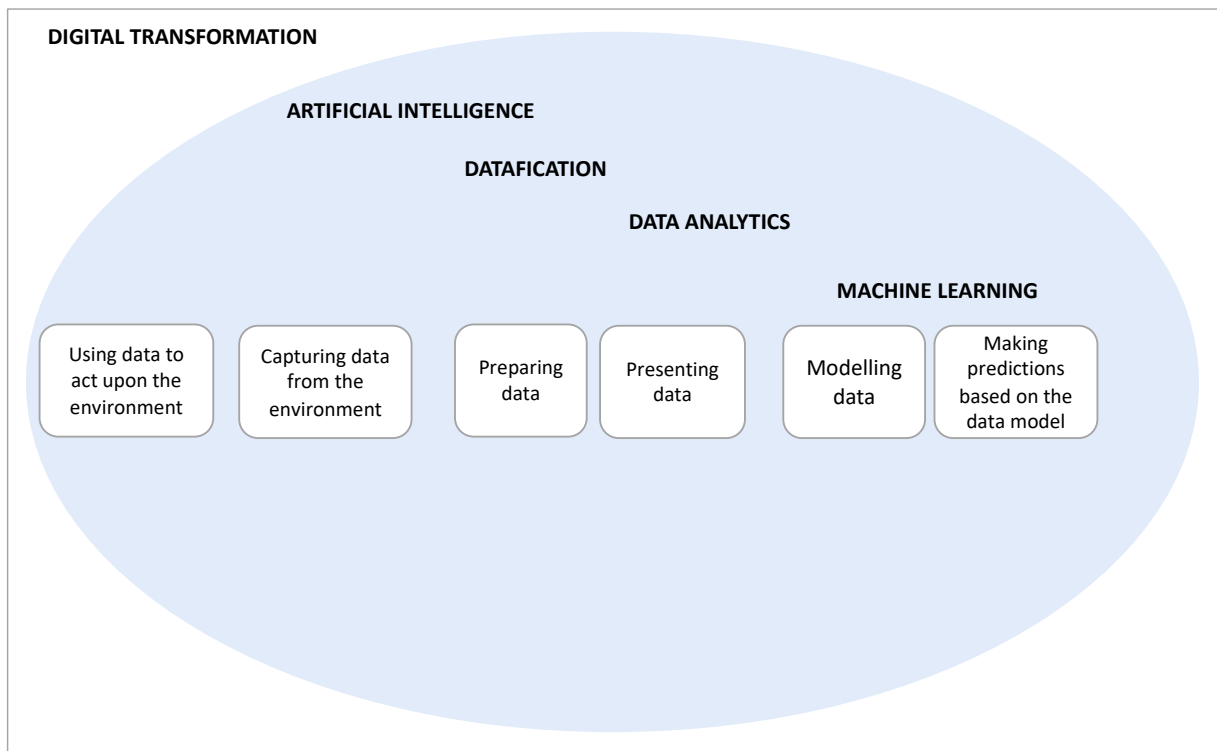 DIGITAL TRANSFORMATION
ARTIFICIAL INTELLIGENCE
DATAFICATION
DATA ANALYTICS
MACHINE LEARNING
Using data to
act upon the
environment
Capturing data
from the
environment
Preparing
data
Presenting
data
Modelling
data
Making
predictions
based on the
data model